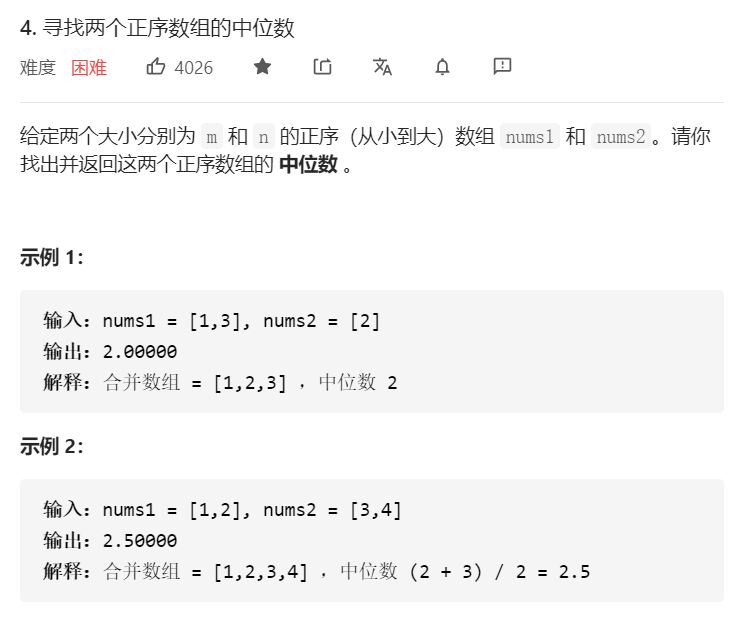 4. 寻找两个正序数组的中位数
难度 困难 4026
给定两个大小分别为 m 和 n 的正序（从小到大）数组 nums1 和 nums2。请你
找出并返回这两个正序数组的 中位数 。
示例 1：
输入：nums1 = [1,3], nums2 = [2]
输出：2.00000
解释：合并数组 = [1,2,3] ，中位数 2
示例 2：
输入：nums1 = [1,2], nums2 = [3,4]
输出：2.50000
解释：合并数组 = [1,2,3,4] ，中位数 (2 + 3) / 2 = 2.5